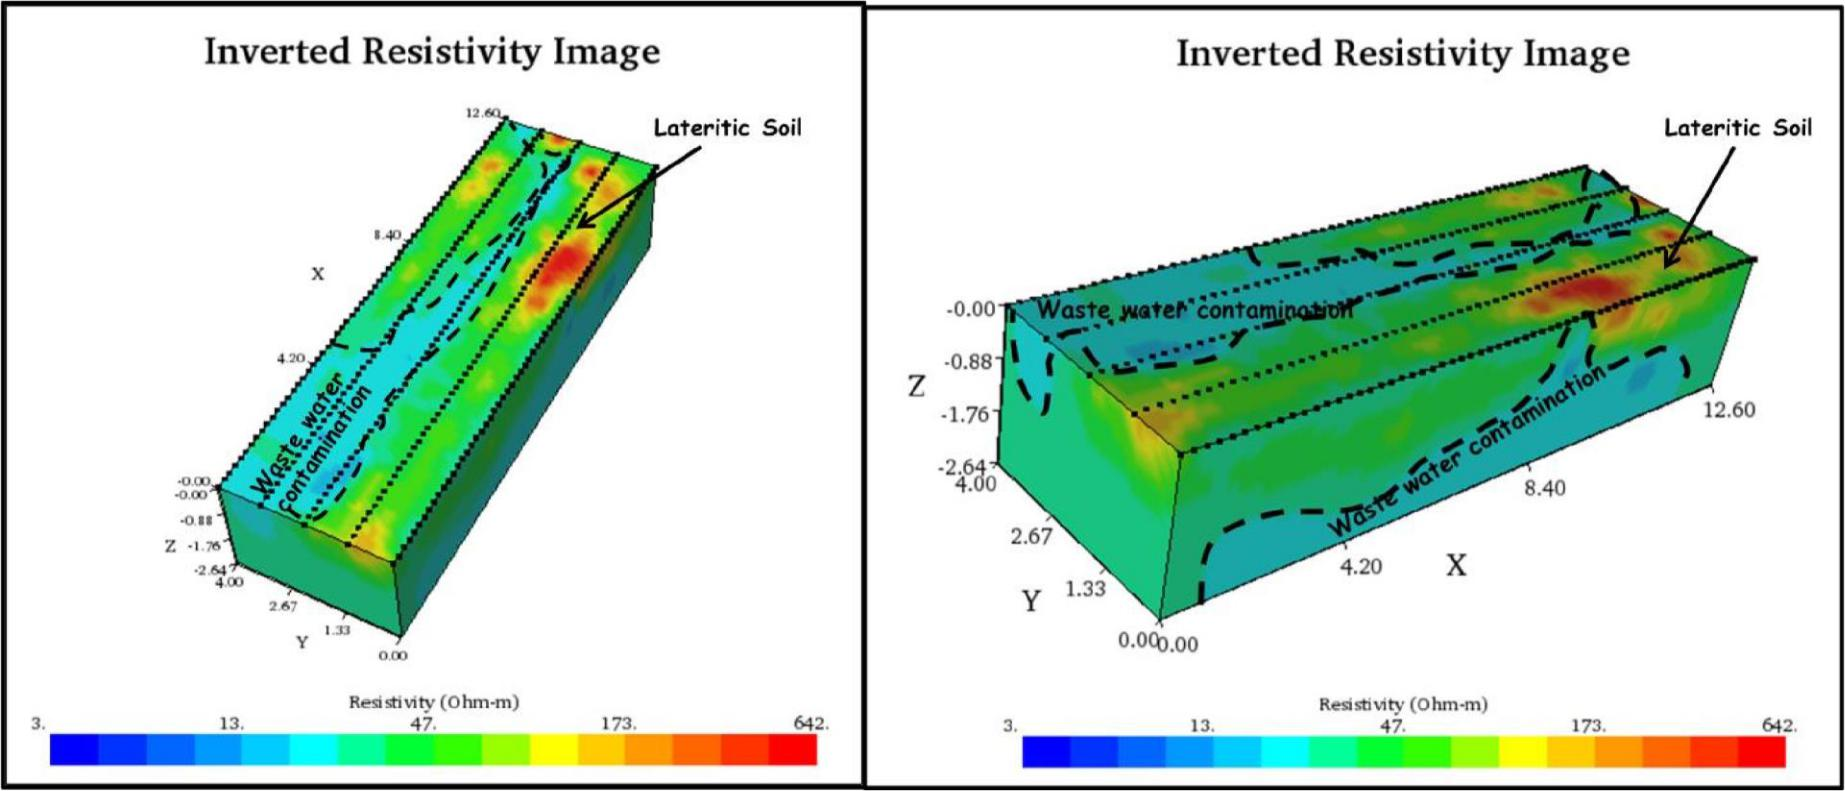 Inverted Resistivity Image
12.60
Lateritic Soil
8.40
X
4.20
Waste water
contamination
-0.00
-0.00
-0.88
Z -1.76
-2.64
4.00
2.67
Y 1.33
0.00
Resistivity (Ohm-m)
3. 13. 47. 173. 642.
Inverted Resistivity Image
Lateritic Soil
-0.00
Waste water contamination
-0.88
Z
-1.76
-2.64
4.00
12.60
Waste water contamination
8.40
2.67
4.20
X
Y 1.33
0.00 0.00
Resistivity (Ohm-m)
3. 13. 47. 173. 642.